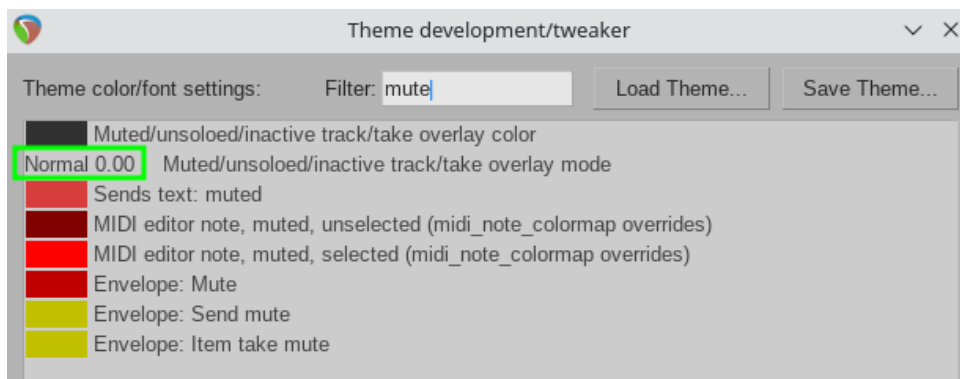 Theme development/tweaker
Theme color/font settings: Filter: mute Load Theme... Save Theme...
Muted/unsoloed/inactive track/take overlay color
Normal 0.00 Muted/unsoloed/inactive track/take overlay mode
Sends text: muted
MIDI editor note, muted, unselected (midi_note_colormap overrides)
MIDI editor note, muted, selected (midi_note_colormap overrides)
Envelope: Mute
Envelope: Send mute
Envelope: Item take mute